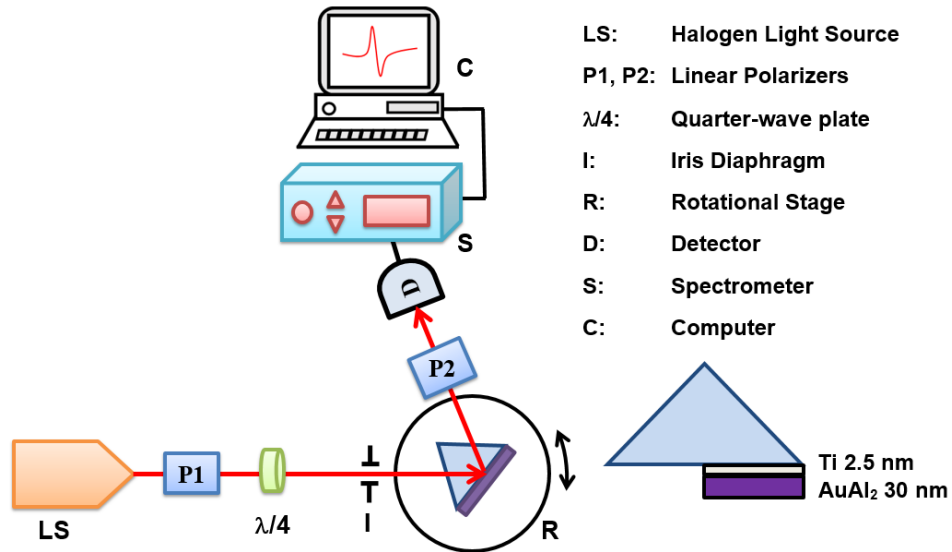 C
S
D
P2
P1
LS
λ/4
I
R
LS: Halogen Light Source
P1, P2: Linear Polarizers
λ/4: Quarter-wave plate
I: Iris Diaphragm
R: Rotational Stage
D: Detector
S: Spectrometer
C: Computer
Ti 2.5 nm
AuAl₂ 30 nm